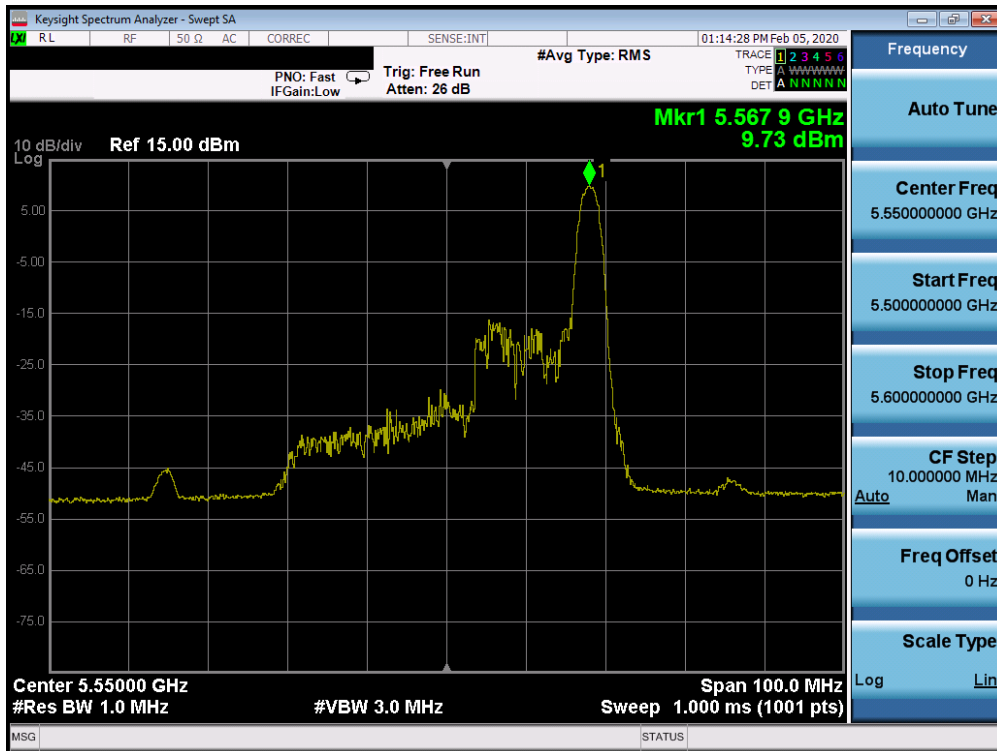 Keysight Spectrum Analyzer - Swept SA
LXI RL RF 50 Ω AC CORREC SENSE:INT 01:14:28 PM Feb 05, 2020
#Avg Type: RMS TRACE 1 2 3 4 5 6
TYPE A WWWWW
DET A N N N N N
PNO: Fast Trig: Free Run
IFGain:Low Atten: 26 dB
Mkr1 5.567 9 GHz
9.73 dBm
10 dB/div Ref 15.00 dBm
Log
1
5.00
-5.00
-15.0
-25.0
-35.0
-45.0
-55.0
-65.0
-75.0
Center 5.55000 GHz Span 100.0 MHz
#Res BW 1.0 MHz #VBW 3.0 MHz Sweep 1.000 ms (1001 pts)
MSG STATUS
Frequency
Auto Tune
Center Freq
5.550000000 GHz
Start Freq
5.500000000 GHz
Stop Freq
5.600000000 GHz
CF Step
10.000000 MHz
Auto Man
Freq Offset
0 Hz
Scale Type
Log Lin